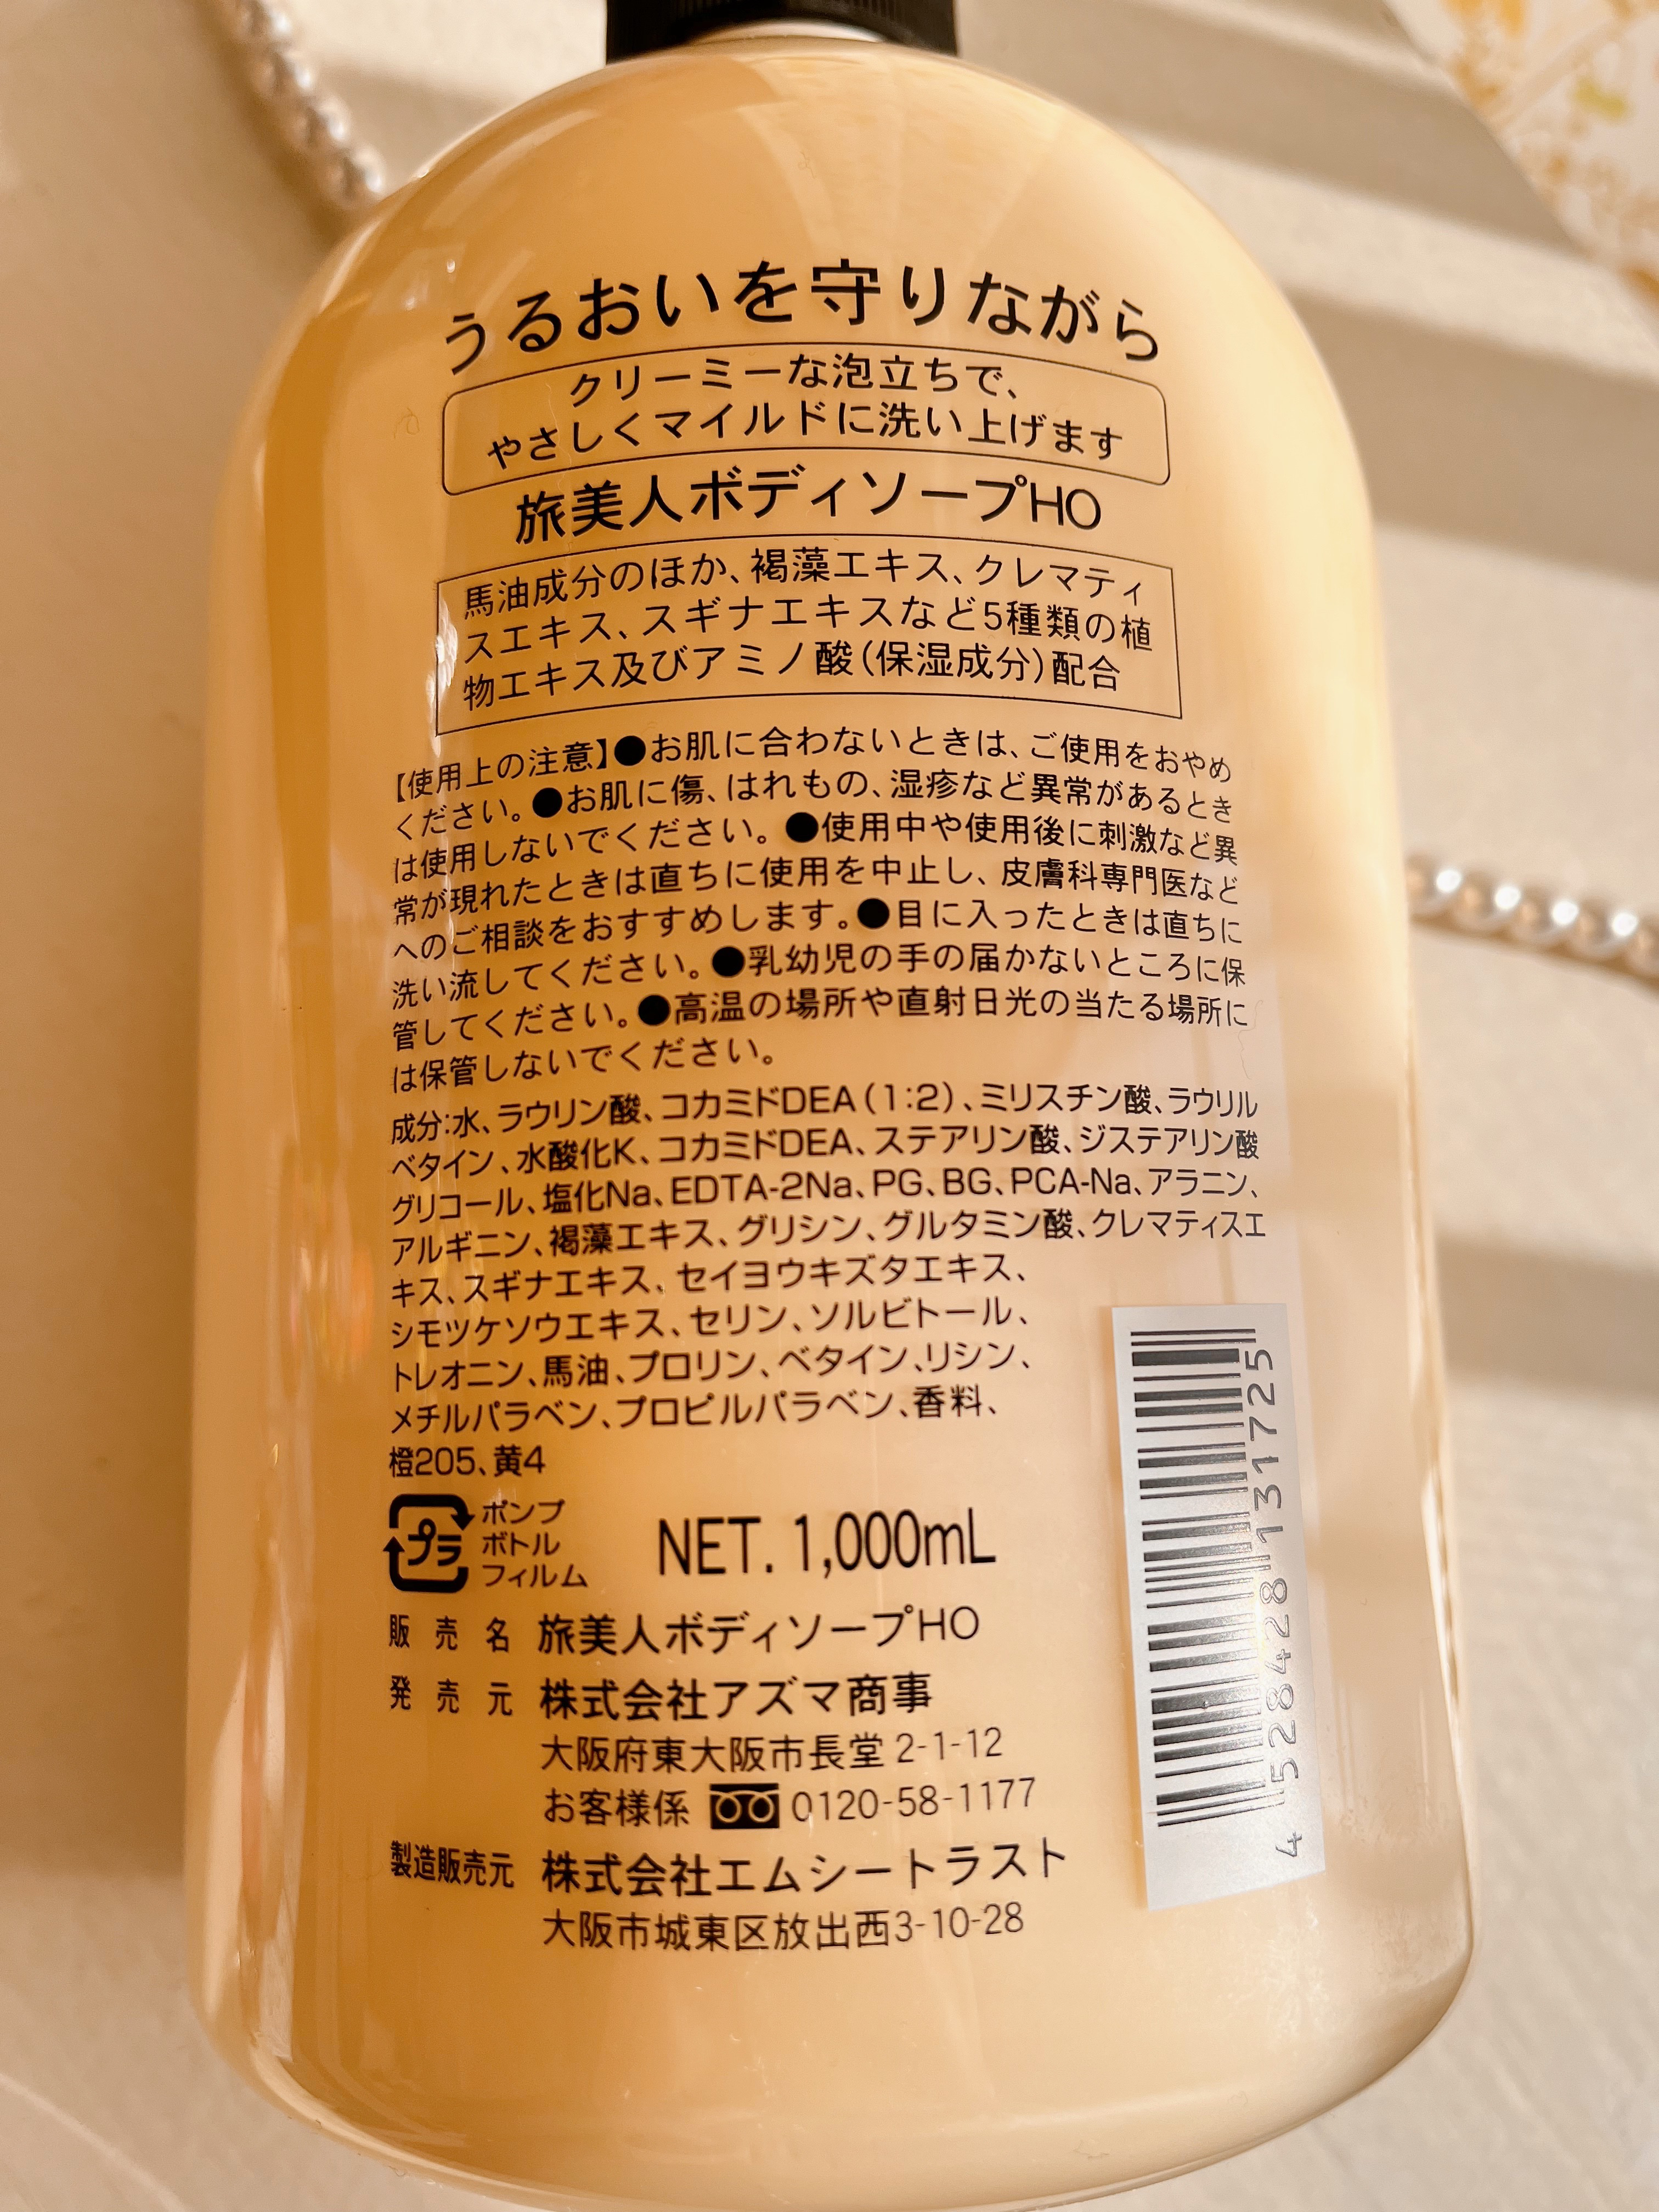 うるおいを守りながら
クリーミーな泡立ちで、
やさしくマイルドに洗い上げます
旅美人ボディソープHO
馬油成分のほか、褐藻エキス、クレマティ
スエキス、スギナエキスなど5種類の植
物エキス及びアミノ酸(保湿成分)配合
【使用上の注意】●お肌に合わないときは、ご使用をおやめ
ください。●お肌に傷、はれもの、湿疹など異常があるとき
は使用しないでください。●使用中や使用後に刺激など異
常が現れたときは直ちに使用を中止し、皮膚科専門医など
へのご相談をおすすめします。●目に入ったときは直ちに
洗い流してください。●乳幼児の手の届かないところに保
管してください。●高温の場所や直射日光の当たる場所に
は保管しないでください。
成分:水、ラウリン酸、コカミドDEA(1:2)、ミリスチン酸、ラウリル
ベタイン、水酸化K、コカミドDEA、ステアリン酸、ジステアリン酸
グリコール、塩化Na、EDTA-2Na、PG、BG、PCA-Na、アラニン、
アルギニン、褐藻エキス、グリシン、グルタミン酸、クレマティスエ
キス、スギナエキス、セイヨウキズタエキス、
シモツケソウエキス、セリン、ソルビトール、
トレオニン、馬油、プロリン、ベタイン、リシン、
メチルパラベン、プロピルパラベン、香料、
橙205、黄4
プラ
ポンプ
ボトル
フィルム
NET. 1,000mL
販売名 旅美人ボディソープHO
発売元 株式会社アズマ商事
大阪府東大阪市長堂 2-1-12
お客様係 0120-58-1177
製造販売元 株式会社エムシートラスト
大阪市城東区放出西3-10-28
4 528428 131725